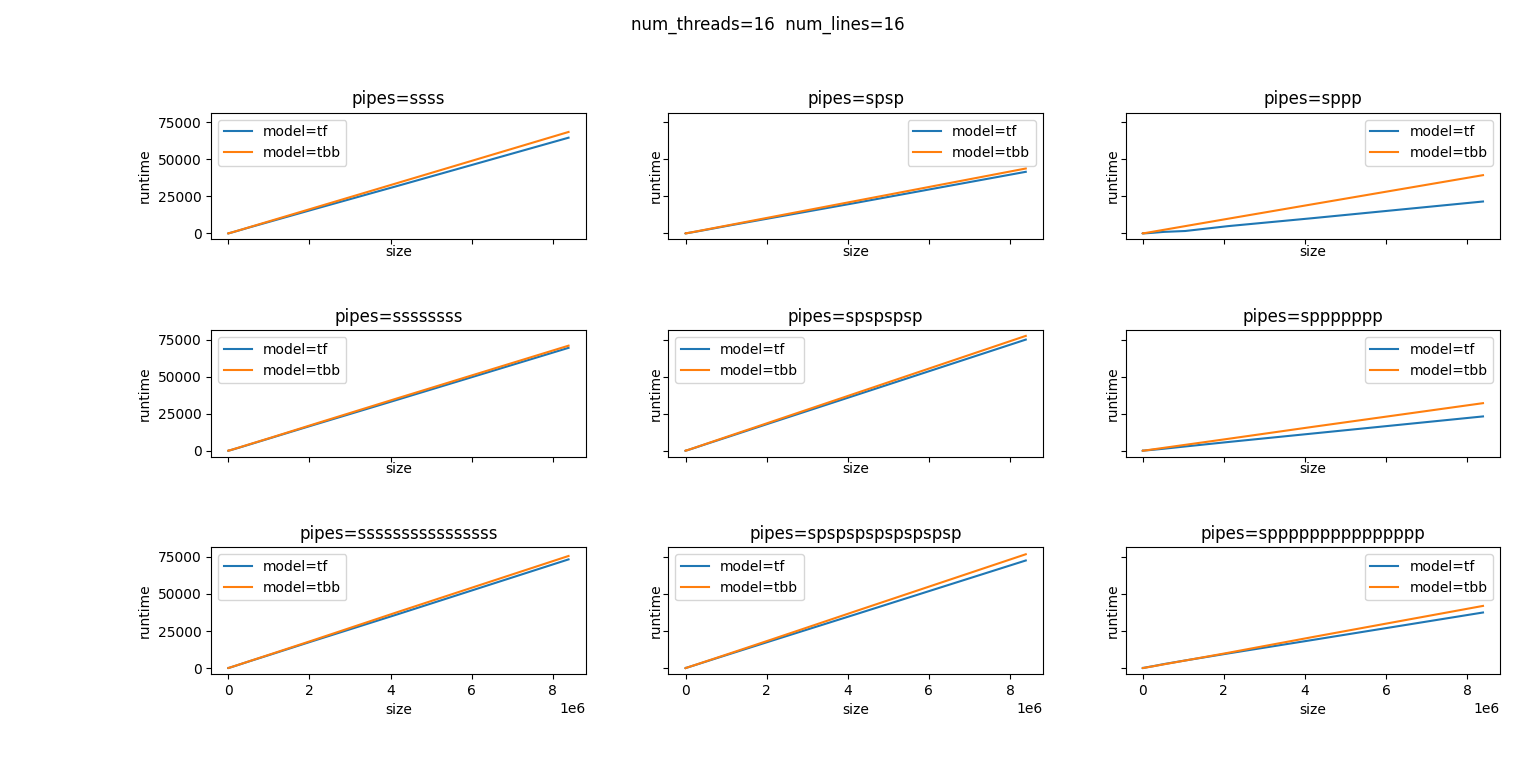 num_threads=16 num_lines=16
pipes=ssss
75000
50000
25000
0
runtime
model=tf
model=tbb
size
pipes=spsp
runtime
model=tf
model=tbb
size
pipes=sppp
runtime
model=tf
model=tbb
size
pipes=ssssssss
75000
50000
25000
0
runtime
model=tf
model=tbb
size
pipes=spspspsp
runtime
model=tf
model=tbb
size
pipes=sppppppp
runtime
model=tf
model=tbb
size
pipes=ssssssssssssssss
75000
50000
25000
0
runtime
model=tf
model=tbb
0 2 4 6 8
size
1e6
pipes=spspspspspspspsp
runtime
model=tf
model=tbb
0 2 4 6 8
size
1e6
pipes=sppppppppppppppp
runtime
model=tf
model=tbb
0 2 4 6 8
size
1e6